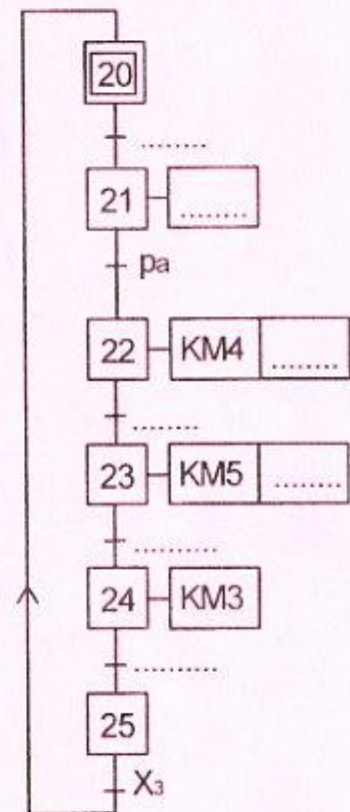 20
.........
21
........
pa
22 KM4 ........
........
23 KM5 ........
..........
24 KM3
..........
25
X₃